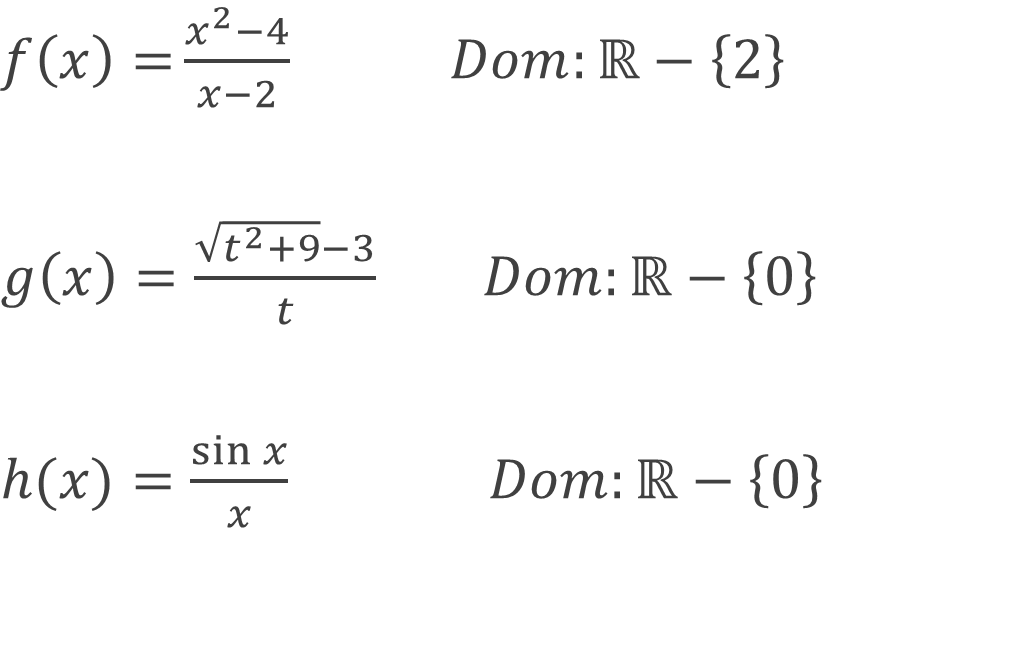 f(x) = (x²−4)/(x−2) Dom: ℝ − {2}
g(x) = (√(t²+9)−3)/t Dom: ℝ − {0}
h(x) = (sin x)/x Dom: ℝ − {0}